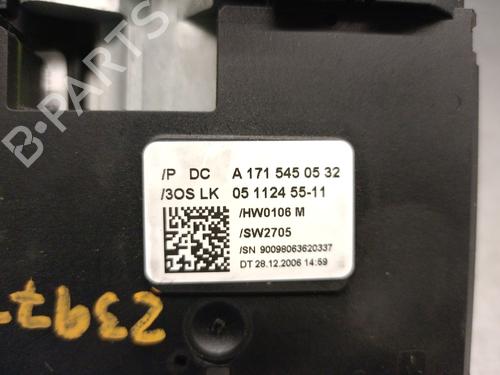 B-PARTS
/P DC A 171 545 05 32
/3OS LK 05 1124 55-11
/HW0106 M
/SW2705
/SN 90098063620337
DT 28.12.2006 14:59
2397-